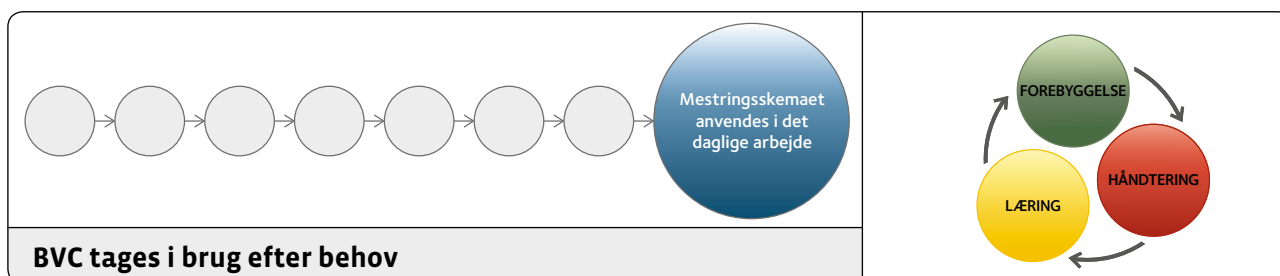 Mestringsskemaet
anvendes i det
daglige arbejde
BVC tages i brug efter behov
FOREBYGGELSE
HÅNDTERING
LÆRING